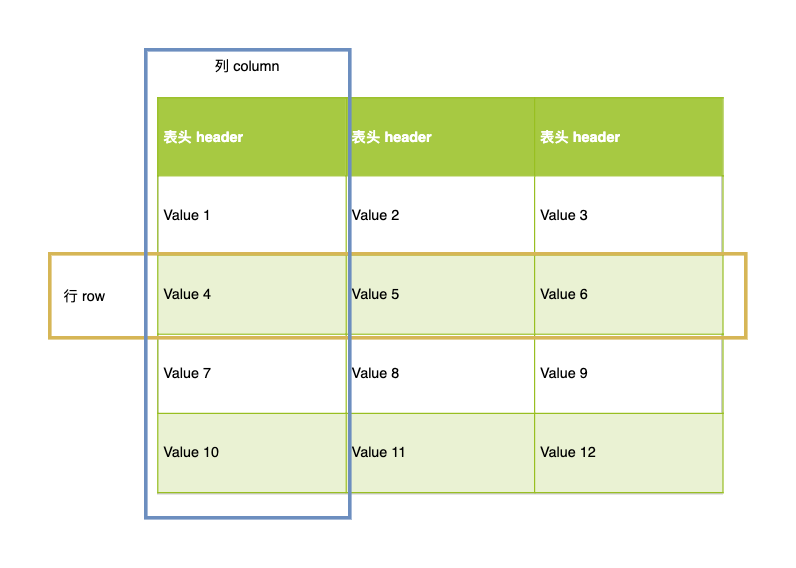 列 column
表头 header 表头 header 表头 header
Value 1 Value 2 Value 3
行 row Value 4 Value 5 Value 6
Value 7 Value 8 Value 9
Value 10 Value 11 Value 12